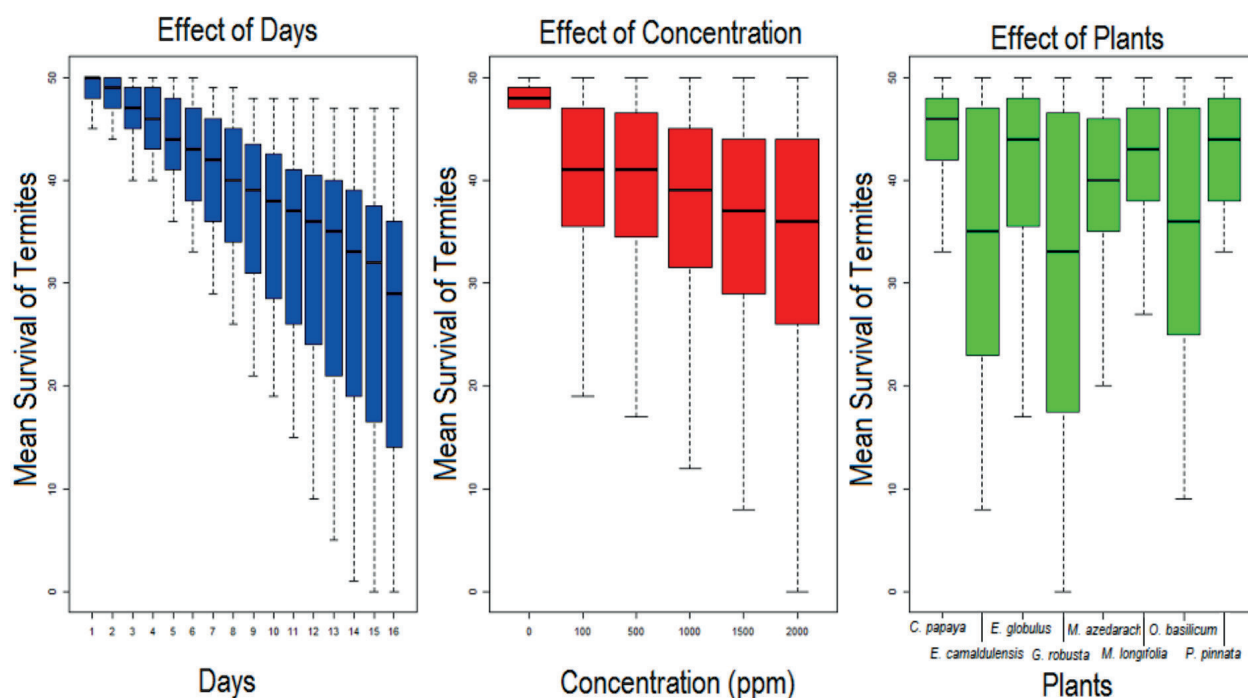 Effect of Days
Mean Survival of Termites
50
40
30
20
10
0
1 2 3 4 5 6 7 8 9 10 11 12 13 14 15 16
Days
Effect of Concentration
Mean Survival of Termites
50
40
30
20
10
0
0 100 500 1000 1500 2000
Concentration (ppm)
Effect of Plants
Mean Survival of Termites
50
40
30
20
10
0
C. papaya E. globulus M. azedarach O. basilicum
E. camaldulensis G. robusta M. longifolia P. pinnata
Plants